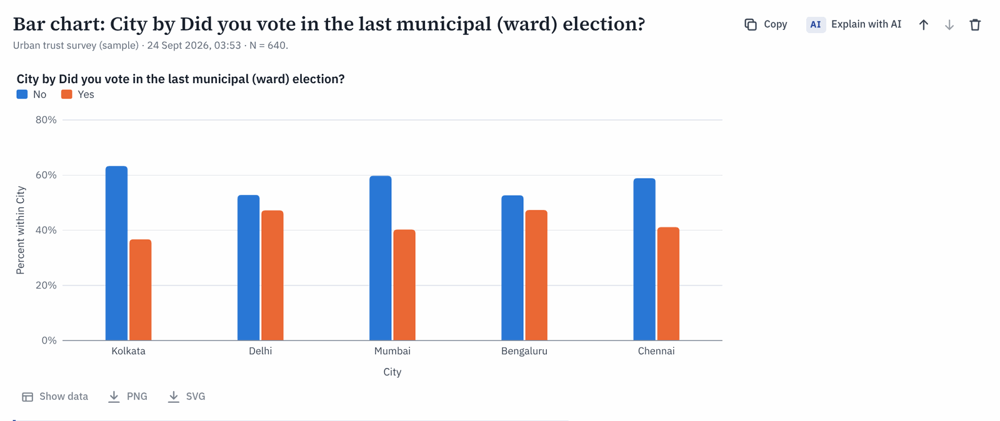 Bar chart: City by Did you vote in the last municipal (ward) election?
Copy
AI Explain with AI
Urban trust survey (sample) · 24 Sept 2026, 03:53 · N = 640.
City by Did you vote in the last municipal (ward) election?
No Yes
80%
60%
40%
20%
0%
Percent within City
Kolkata Delhi Mumbai Bengaluru Chennai
City
Show data PNG SVG